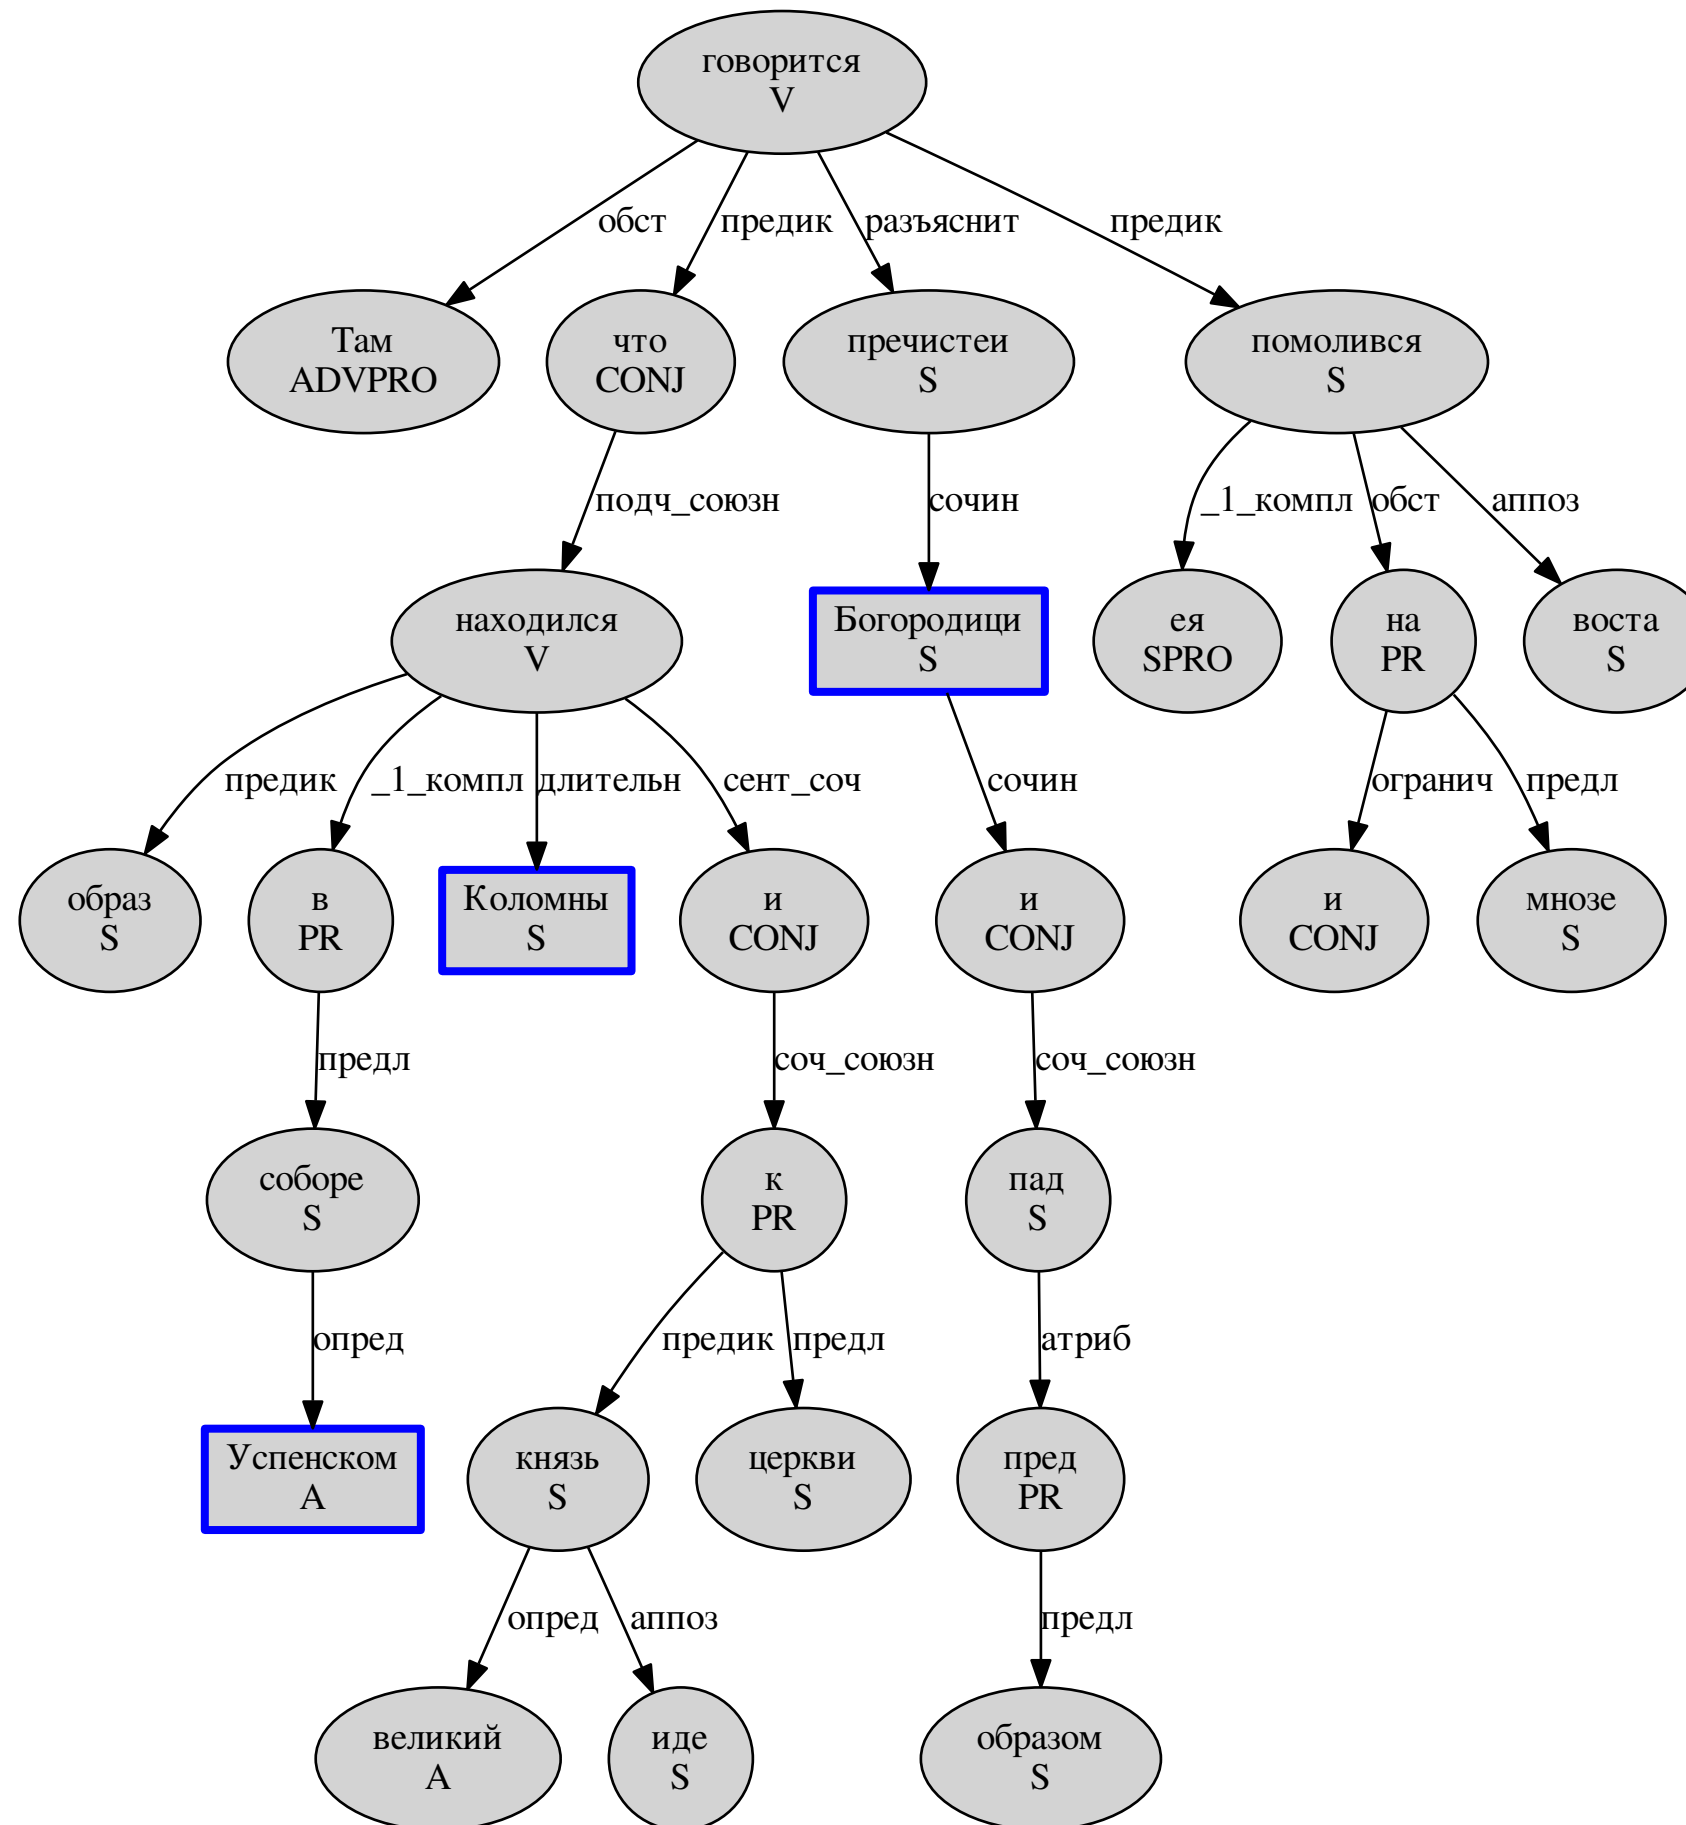 говорится
V
обст
предик
разъяснит
предик
Там
ADVPRO
что
CONJ
пречистеи
S
помолився
S
подч_союзн
сочин
_1_компл
обст
аппоз
находился
V
Богородици
S
ея
SPRO
на
PR
воста
S
предик
_1_компл
длительн
сент_соч
сочин
огранич
предл
образ
S
в
PR
Коломны
S
и
CONJ
и
CONJ
и
CONJ
мнозе
S
предл
соч_союзн
соч_союзн
соборе
S
к
PR
пад
S
опред
предик
предл
атриб
Успенском
A
князь
S
церкви
S
пред
PR
опред
аппоз
предл
великий
A
иде
S
образом
S